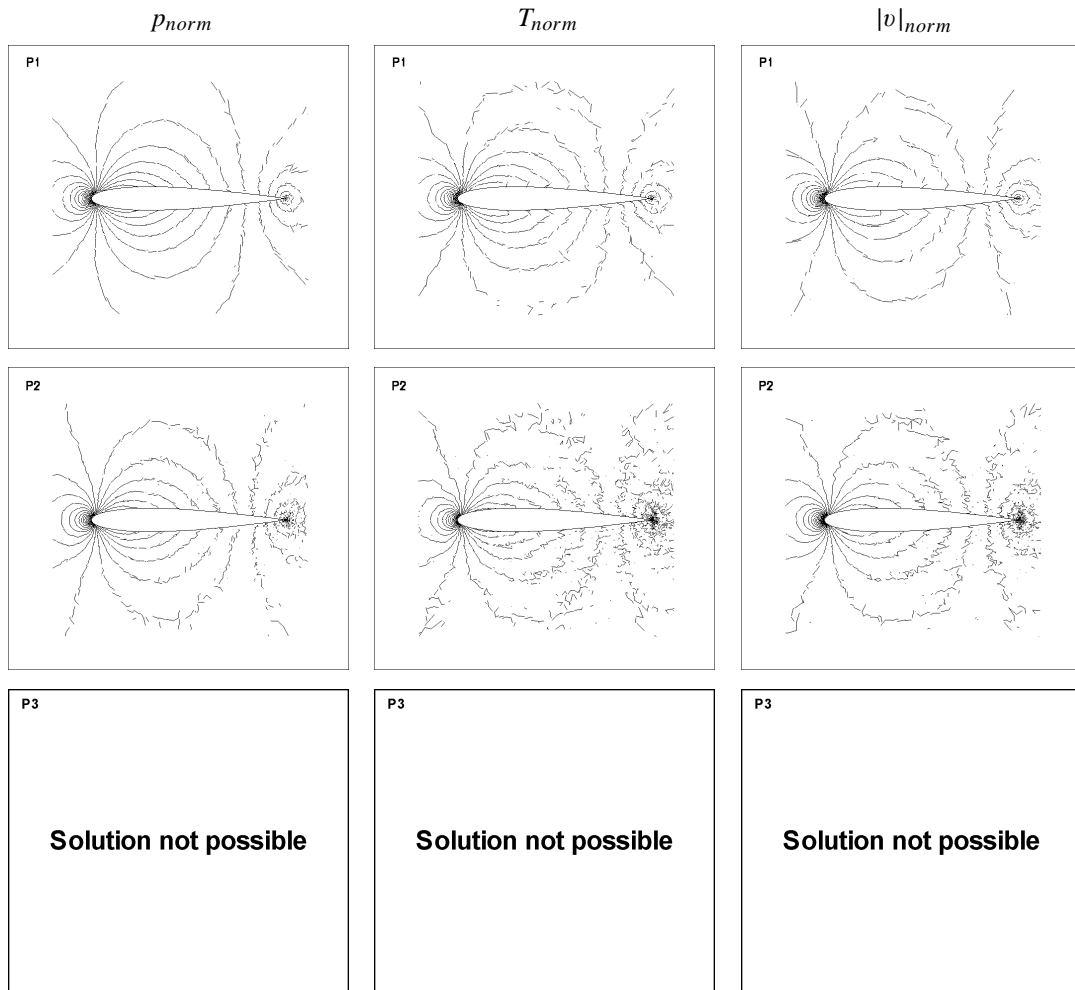 p_norm T_norm |v|_norm
P1 P1 P1
P2 P2 P2
P3 P3 P3
Solution not possible Solution not possible Solution not possible